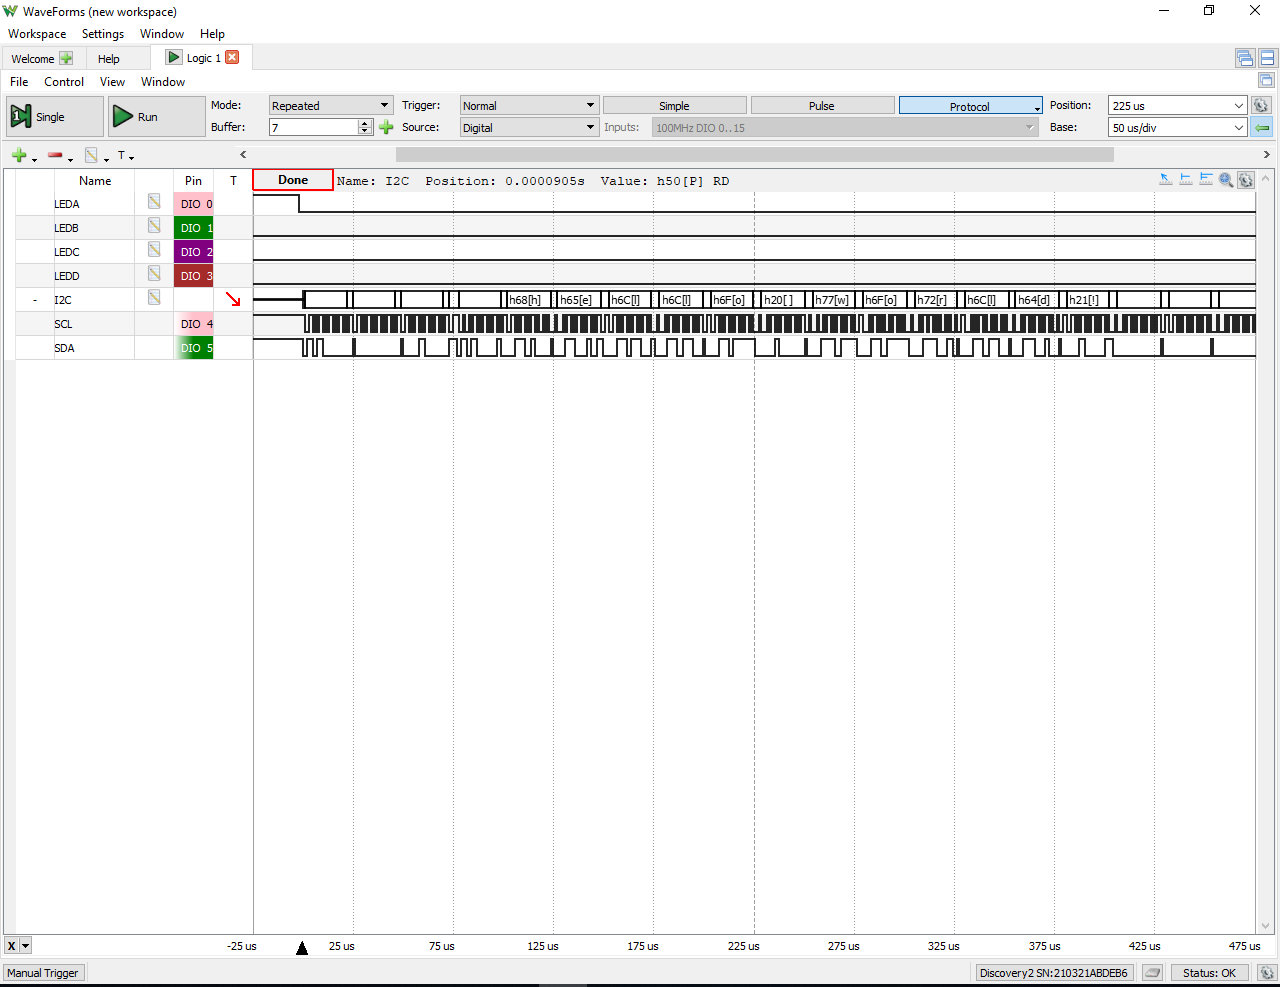 WaveForms (new workspace)
Workspace Settings Window Help
Welcome Help Logic 1
File Control View Window
Single Run Mode: Repeated Trigger: Normal Simple Pulse Protocol Position: 225 us
Buffer: 7 Source: Digital Inputs: 100MHz DIO 0..15 Base: 50 us/div
T
Name Pin T Done Name: I2C Position: 0.0000905s Value: h50[P] RD
LEDA DIO 0
LEDB DIO 1
LEDC DIO 2
LEDD DIO 3
- I2C h68[h] h65[e] h6C[l] h6C[l] h6F[o] h20[ ] h77[w] h6F[o] h72[r] h6C[l] h64[d] h21[!]
SCL DIO 4
SDA DIO 5
X -25 us 25 us 75 us 125 us 175 us 225 us 275 us 325 us 375 us 425 us 475 us
Manual Trigger Discovery2 SN:210321ABDEB6 Status: OK